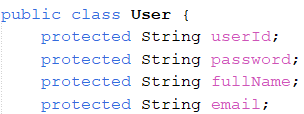 public class User {
    protected String userId;
    protected String password;
    protected String fullName;
    protected String email;